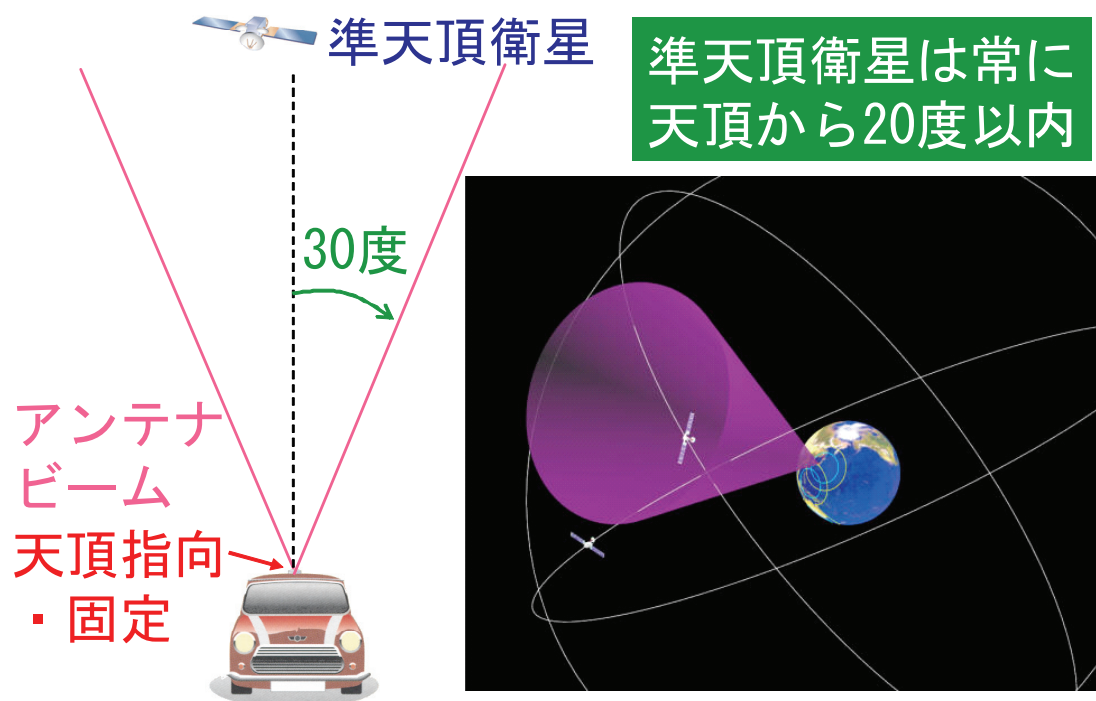 準天頂衛星
準天頂衛星は常に
天頂から20度以内
30度
アンテナ
ビーム
天頂指向
・固定